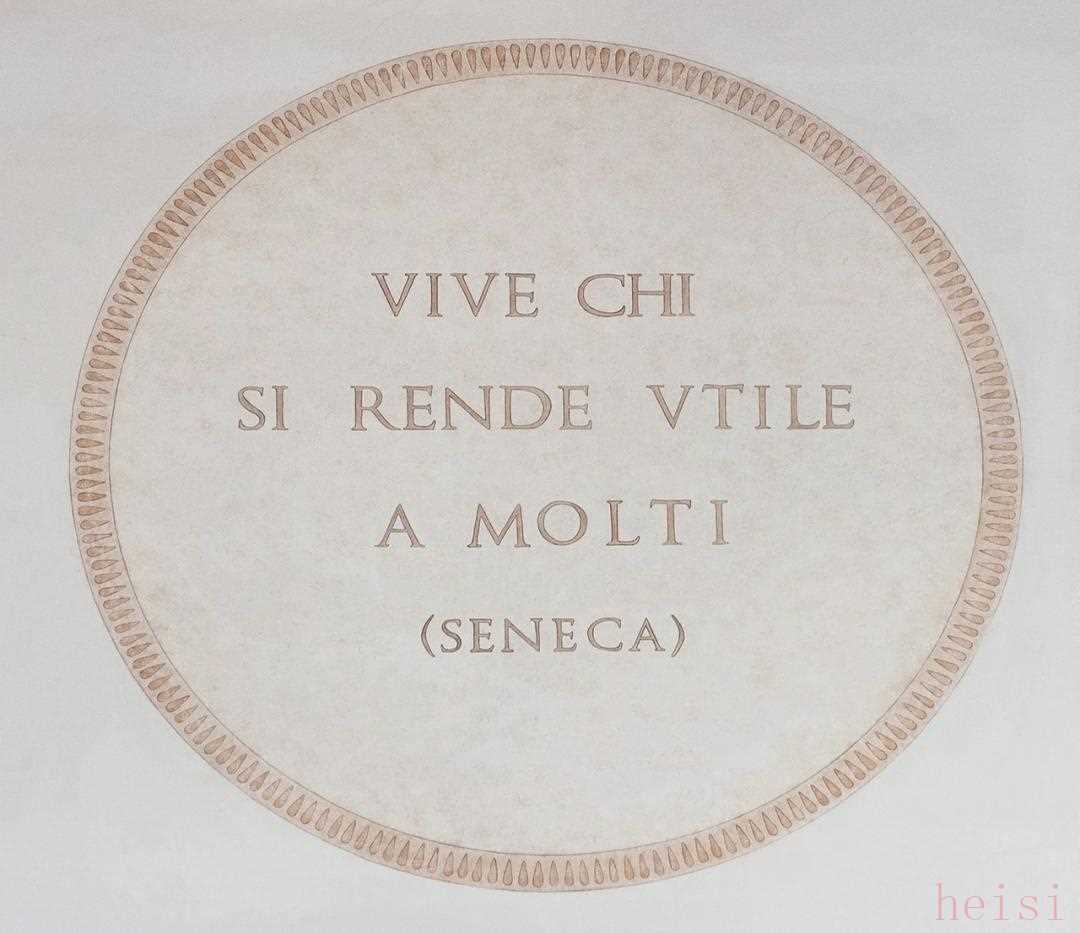 VIVE CHI
SI RENDE VTILE
A MOLTI
(SENECA)
heisi